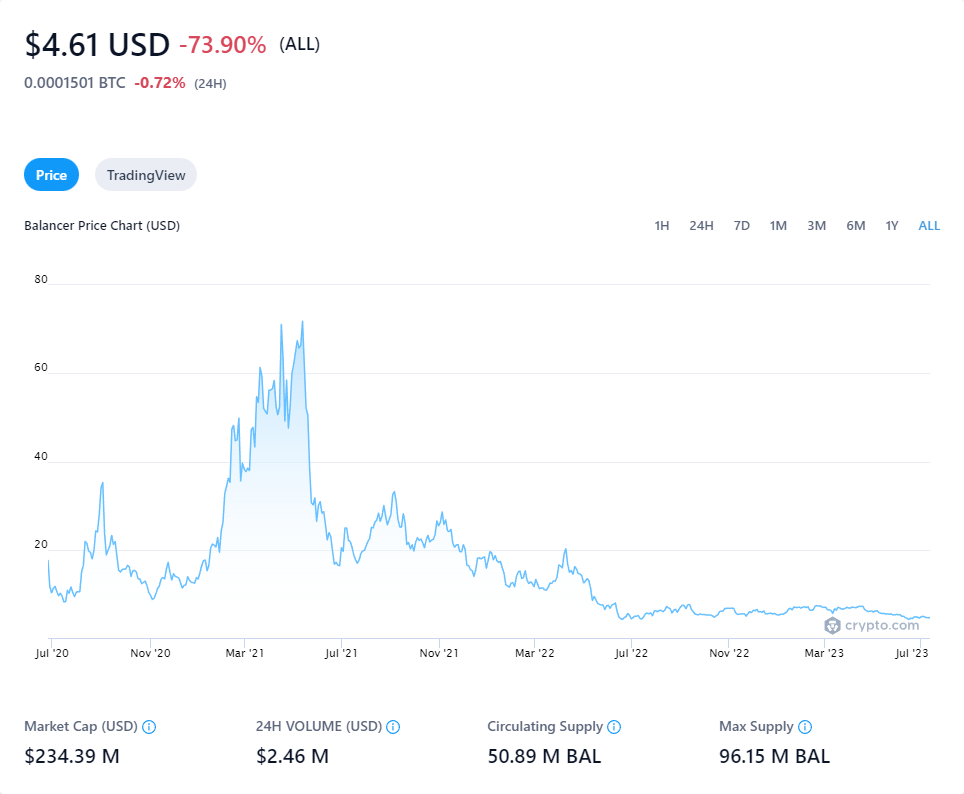 $4.61 USD -73.90% (ALL)
0.0001501 BTC -0.72% (24H)
Price TradingView
Balancer Price Chart (USD) 1H 24H 7D 1M 3M 6M 1Y ALL
80
60
40
20
crypto.com
Jul '20 Nov '20 Mar '21 Jul '21 Nov '21 Mar '22 Jul '22 Nov '22 Mar '23 Jul '23
Market Cap (USD) 24H VOLUME (USD) Circulating Supply Max Supply
$234.39 M $2.46 M 50.89 M BAL 96.15 M BAL